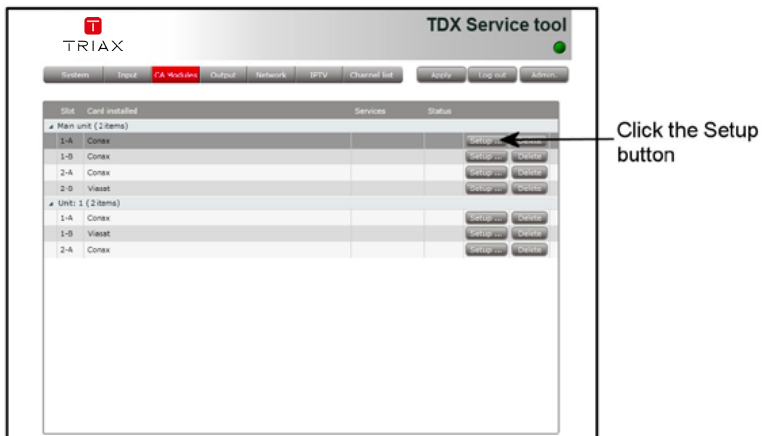 TRIAX
TDX Service tool
System Input CA Modules Output Network IPTV Channel list Apply Log out Admin.
Slot Card installed Services Status
Main unit (2 items)
1-A Conax Setup ... Delete
1-B Conax Setup ... Delete
2-A Conax Setup ... Delete
2-B Viasat Setup ... Delete
Unit: 1 (2 items)
1-A Conax Setup ... Delete
1-B Viasat Setup ... Delete
2-A Conax Setup ... Delete
Click the Setup
button